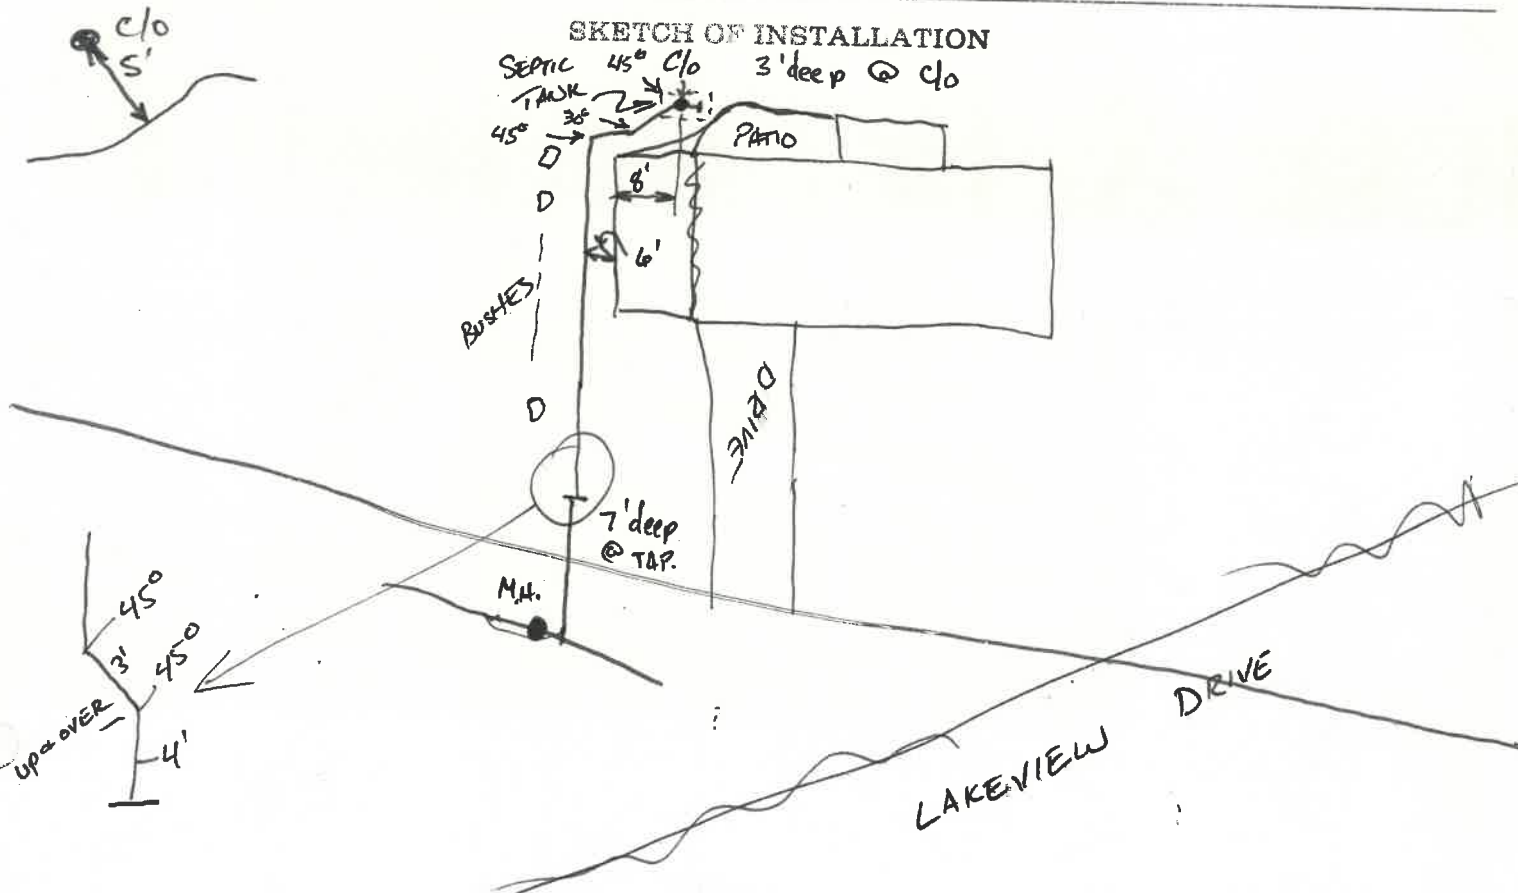 SKETCH OF INSTALLATION
c/o
5'
SEPTIC TANK
45° C/o
3' deep @ c/o
30°
45°
PATIO
8'
6'
BUSHES
DRIVE
7' deep
@ TAP.
M.H.
45°
3'
45°
up & OVER
4'
LAKEVIEW DRIVE